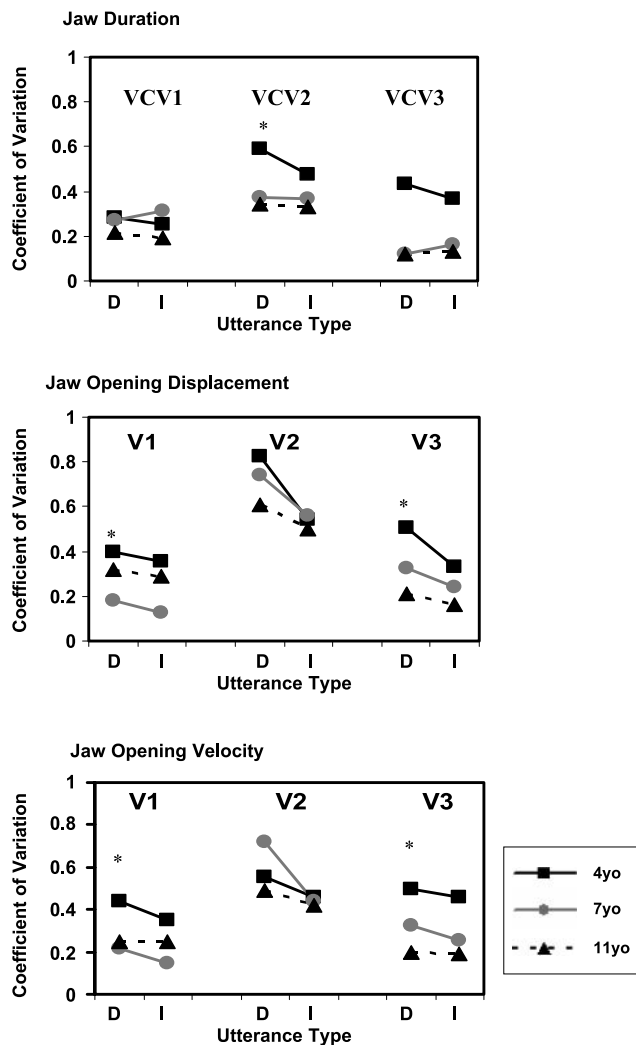 Jaw Duration
Coefficient of Variation
1
0.8
0.6
0.4
0.2
0
VCV1 VCV2 VCV3
*
D I D I D I
Utterance Type
Jaw Opening Displacement
Coefficient of Variation
1
0.8
0.6
0.4
0.2
0
V1 V2 V3
* *
D I D I D I
Utterance Type
Jaw Opening Velocity
Coefficient of Variation
1
0.8
0.6
0.4
0.2
0
V1 V2 V3
* *
D I D I D I
Utterance Type
4yo
7yo
11yo